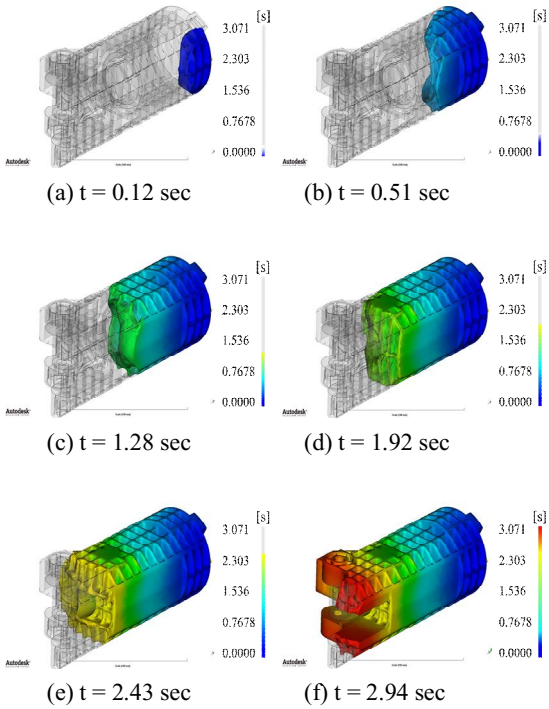 [s]
3.071
2.303
1.536
0.7678
0.0000
Autodesk
(a) t = 0.12 sec
[s]
3.071
2.303
1.536
0.7678
0.0000
Autodesk
(b) t = 0.51 sec
[s]
3.071
2.303
1.536
0.7678
0.0000
Autodesk
(c) t = 1.28 sec
[s]
3.071
2.303
1.536
0.7678
0.0000
Autodesk
(d) t = 1.92 sec
[s]
3.071
2.303
1.536
0.7678
0.0000
Autodesk
(e) t = 2.43 sec
[s]
3.071
2.303
1.536
0.7678
0.0000
Autodesk
(f) t = 2.94 sec